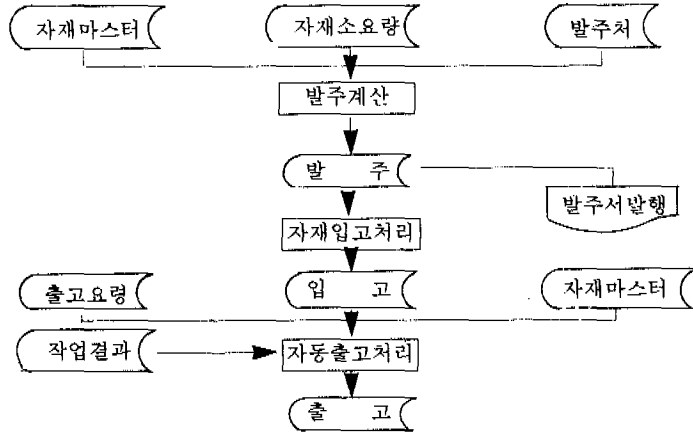 자재마스터
자재소요량
발주처
발주계산
발 주
발주서발행
자재입고처리
출고요령
입 고
자재마스터
작업결과
자동출고처리
출 고